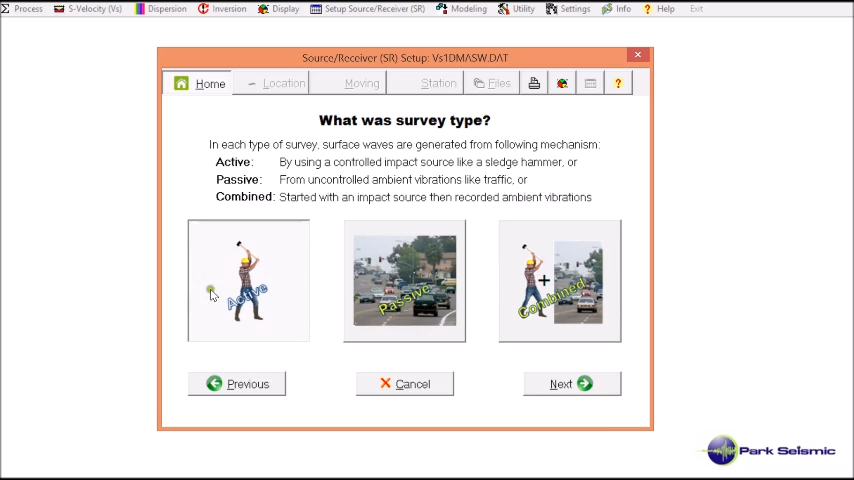 Process S-Velocity (Vs) Dispersion Inversion Display Setup Source/Receiver (SR) Modeling Utility Settings Info Help Exit
Source/Receiver (SR) Setup: Vs1DMASW.DAT
Home Location Moving Station Files
What was survey type?
In each type of survey, surface waves are generated from following mechanism:
Active: By using a controlled impact source like a sledge hammer, or
Passive: From uncontrolled ambient vibrations like traffic, or
Combined: Started with an impact source then recorded ambient vibrations
Active Passive Combined
Previous Cancel Next
Park Seismic